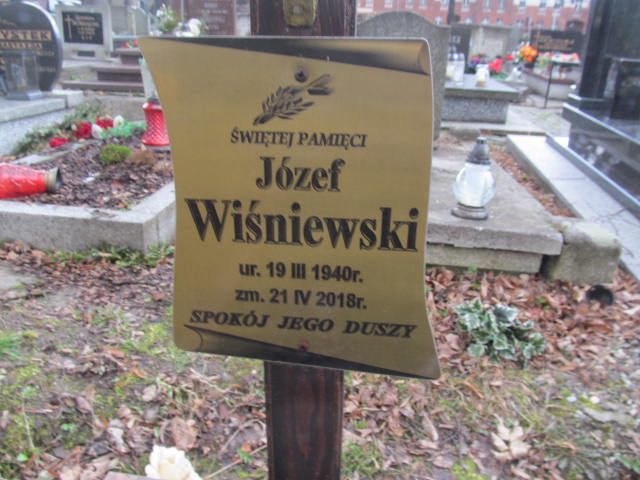 ŚWIĘTEJ PAMIĘCI
Józef
Wiśniewski
ur. 19 III 1940r.
zm. 21 IV 2018r.
SPOKÓJ JEGO DUSZY